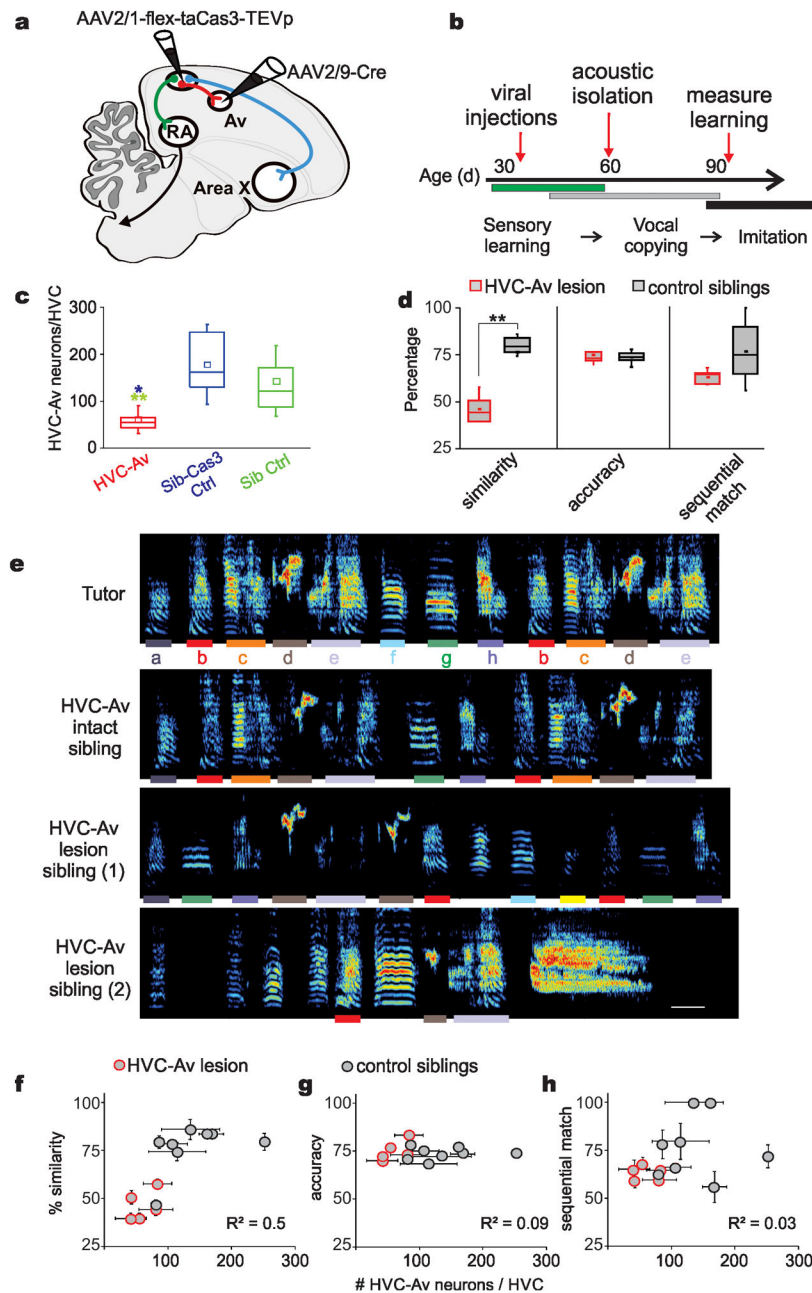 a
AAV2/1-flex-taCas3-TEVp
AAV2/9-Cre
RA
Av
Area X
b
viral
injections
acoustic
isolation
measure
learning
Age (d)
30
60
90
Sensory
learning
Vocal
copying
Imitation
c
HVC-Av neurons/HVC
300
200
100
0
*
**
HVC-Av
Sib-Cas3
Ctrl
Sib Ctrl
d
HVC-Av lesion
control siblings
Percentage
100
75
50
25
**
similarity
accuracy
sequential
match
e
Tutor
a b c d e f g h b c d e
HVC-Av
intact
sibling
HVC-Av
lesion
sibling (1)
HVC-Av
lesion
sibling (2)
f
HVC-Av lesion
control siblings
% similarity
100
75
50
25
R² = 0.5
100 200 300
g
accuracy
100
75
50
25
R² = 0.09
100 200 300
# HVC-Av neurons / HVC
h
sequential match
100
75
50
25
R² = 0.03
100 200 300